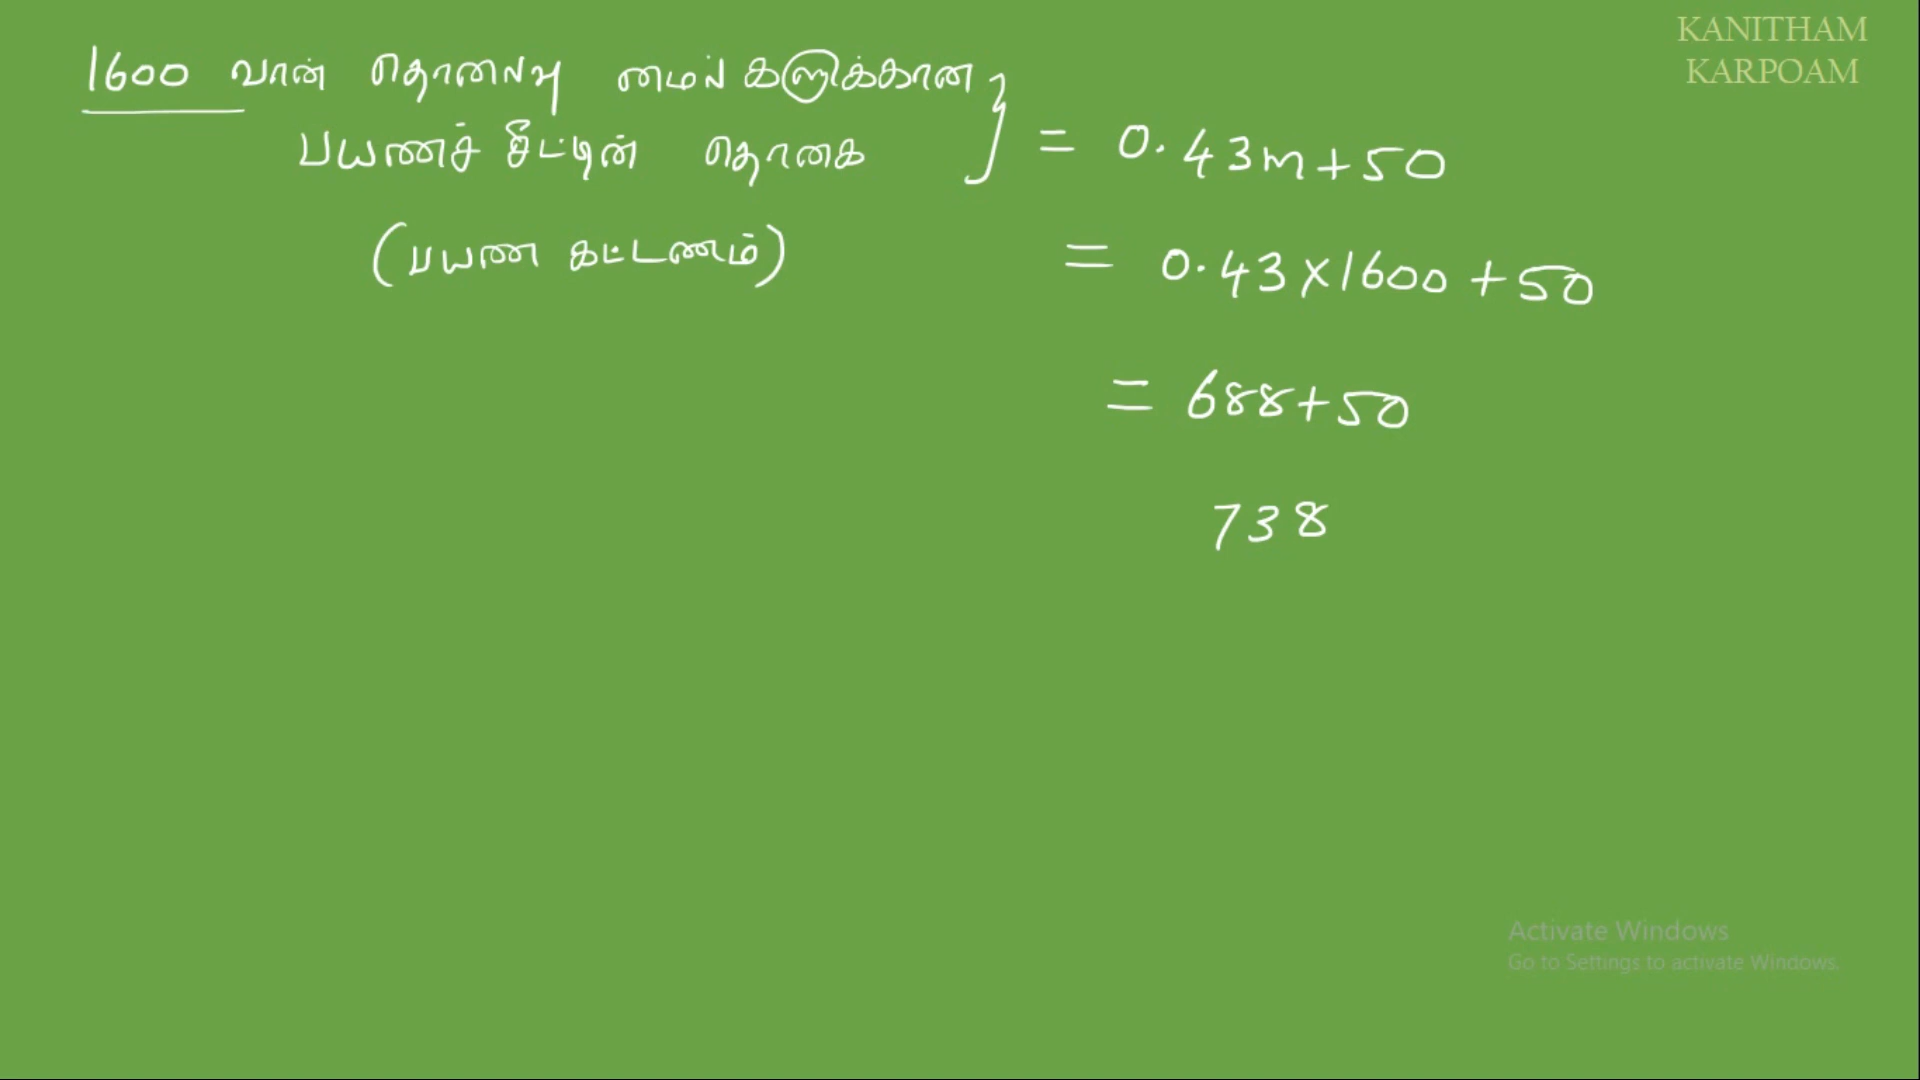 KANITHAM
KARPOAM
1600 வான் தொலைவு மைல்களுக்கான } = 0.43m+50
பயணச் சீட்டின் தொகை
(பயண கட்டணம்) = 0.43×1600+50
= 688+50
738
Activate Windows
Go to Settings to activate Windows.